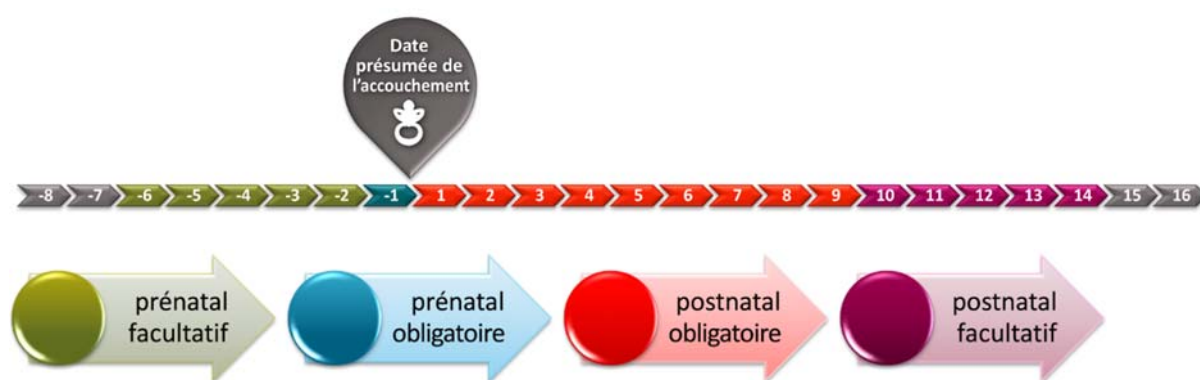 Date
présumée de
l'accouchement
-8 -7 -6 -5 -4 -3 -2 -1 1 2 3 4 5 6 7 8 9 10 11 12 13 14 15 16
prénatal
facultatif
prénatal
obligatoire
postnatal
obligatoire
postnatal
facultatif